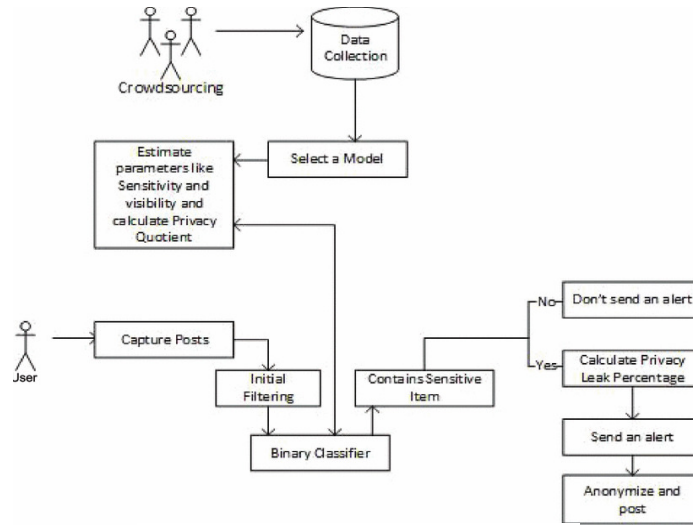 Data
Collection
Crowdsourcing
Estimate
parameters like
Sensitivity and
visibility and
calculate Privacy
Quotient
Select a Model
No
Don't send an alert
User
Capture Posts
Initial
Filtering
Contains Sensitive
Item
Yes
Calculate Privacy
Leak Percentage
Binary Classifier
Send an alert
Anonymize and
post